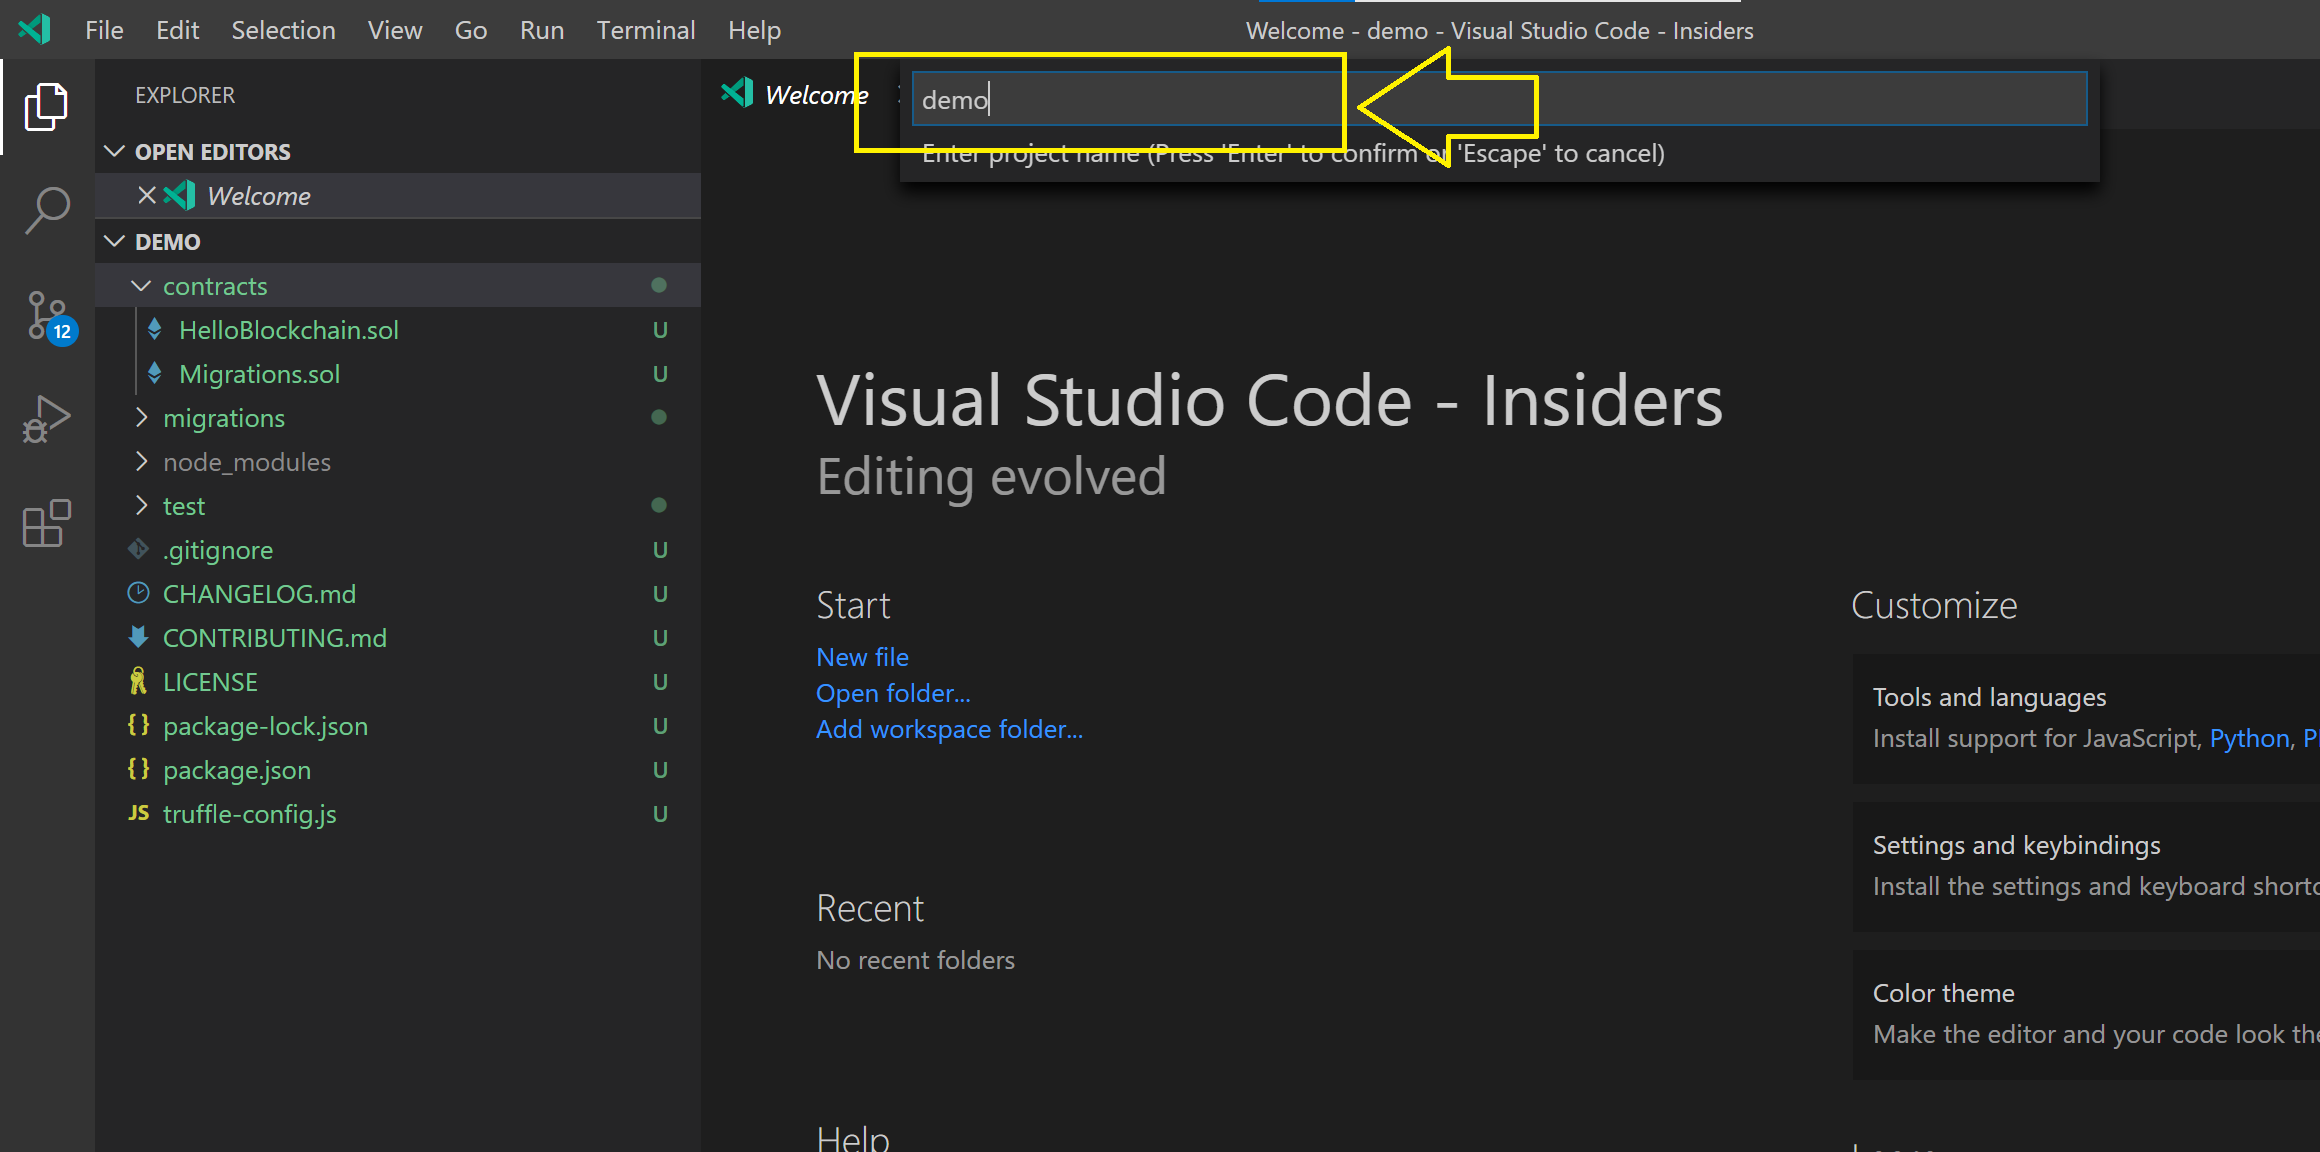 File Edit Selection View Go Run Terminal Help
Welcome - demo - Visual Studio Code - Insiders
EXPLORER
OPEN EDITORS
Welcome
DEMO
contracts
HelloBlockchain.sol U
Migrations.sol U
migrations
node_modules
test
.gitignore U
CHANGELOG.md U
CONTRIBUTING.md U
LICENSE U
package-lock.json U
package.json U
JS truffle-config.js U
12
Welcome
demo
Enter project name (Press 'Enter' to confirm or 'Escape' to cancel)
Visual Studio Code - Insiders
Editing evolved
Start
New file
Open folder...
Add workspace folder...
Recent
No recent folders
Help
Customize
Tools and languages
Install support for JavaScript, Python,
Settings and keybindings
Install the settings and keyboard
Color theme
Make the editor and your code look